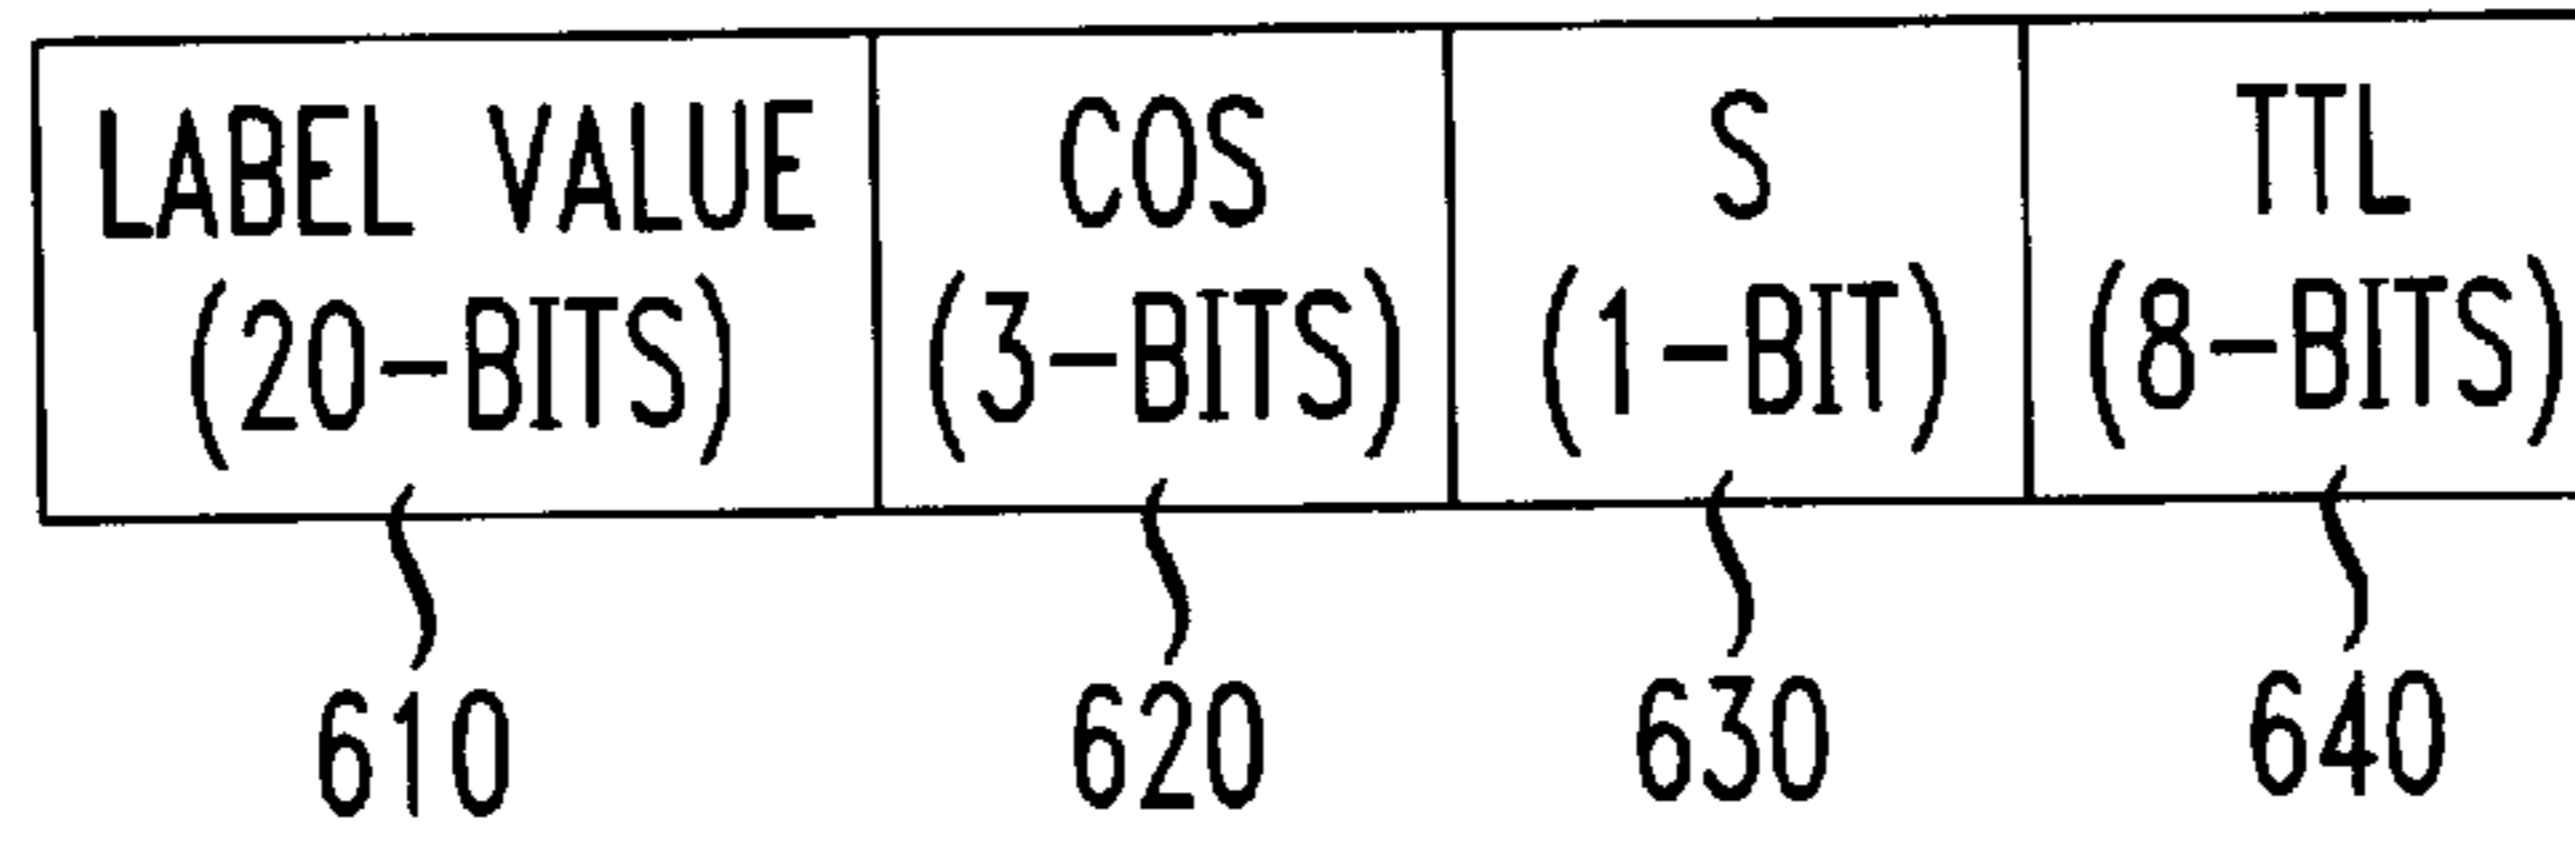 LABEL VALUE COS S TTL
(20-BITS) (3-BITS) (1-BIT) (8-BITS)
610 620 630 640